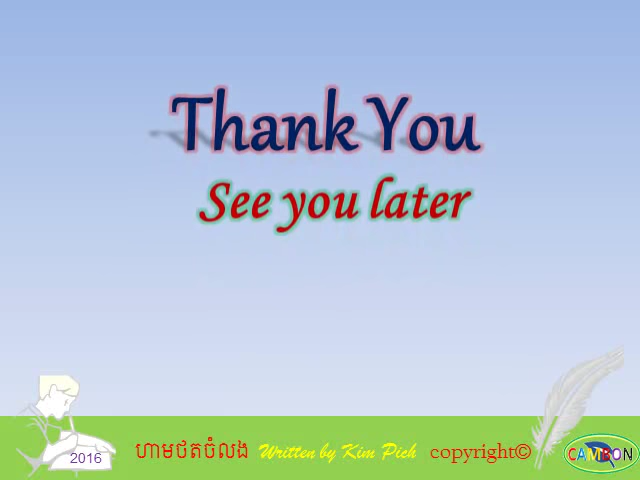 Thank You
See you later
2016 ហាមថតចំលង Written by Kim Pich copyright© CAMBON